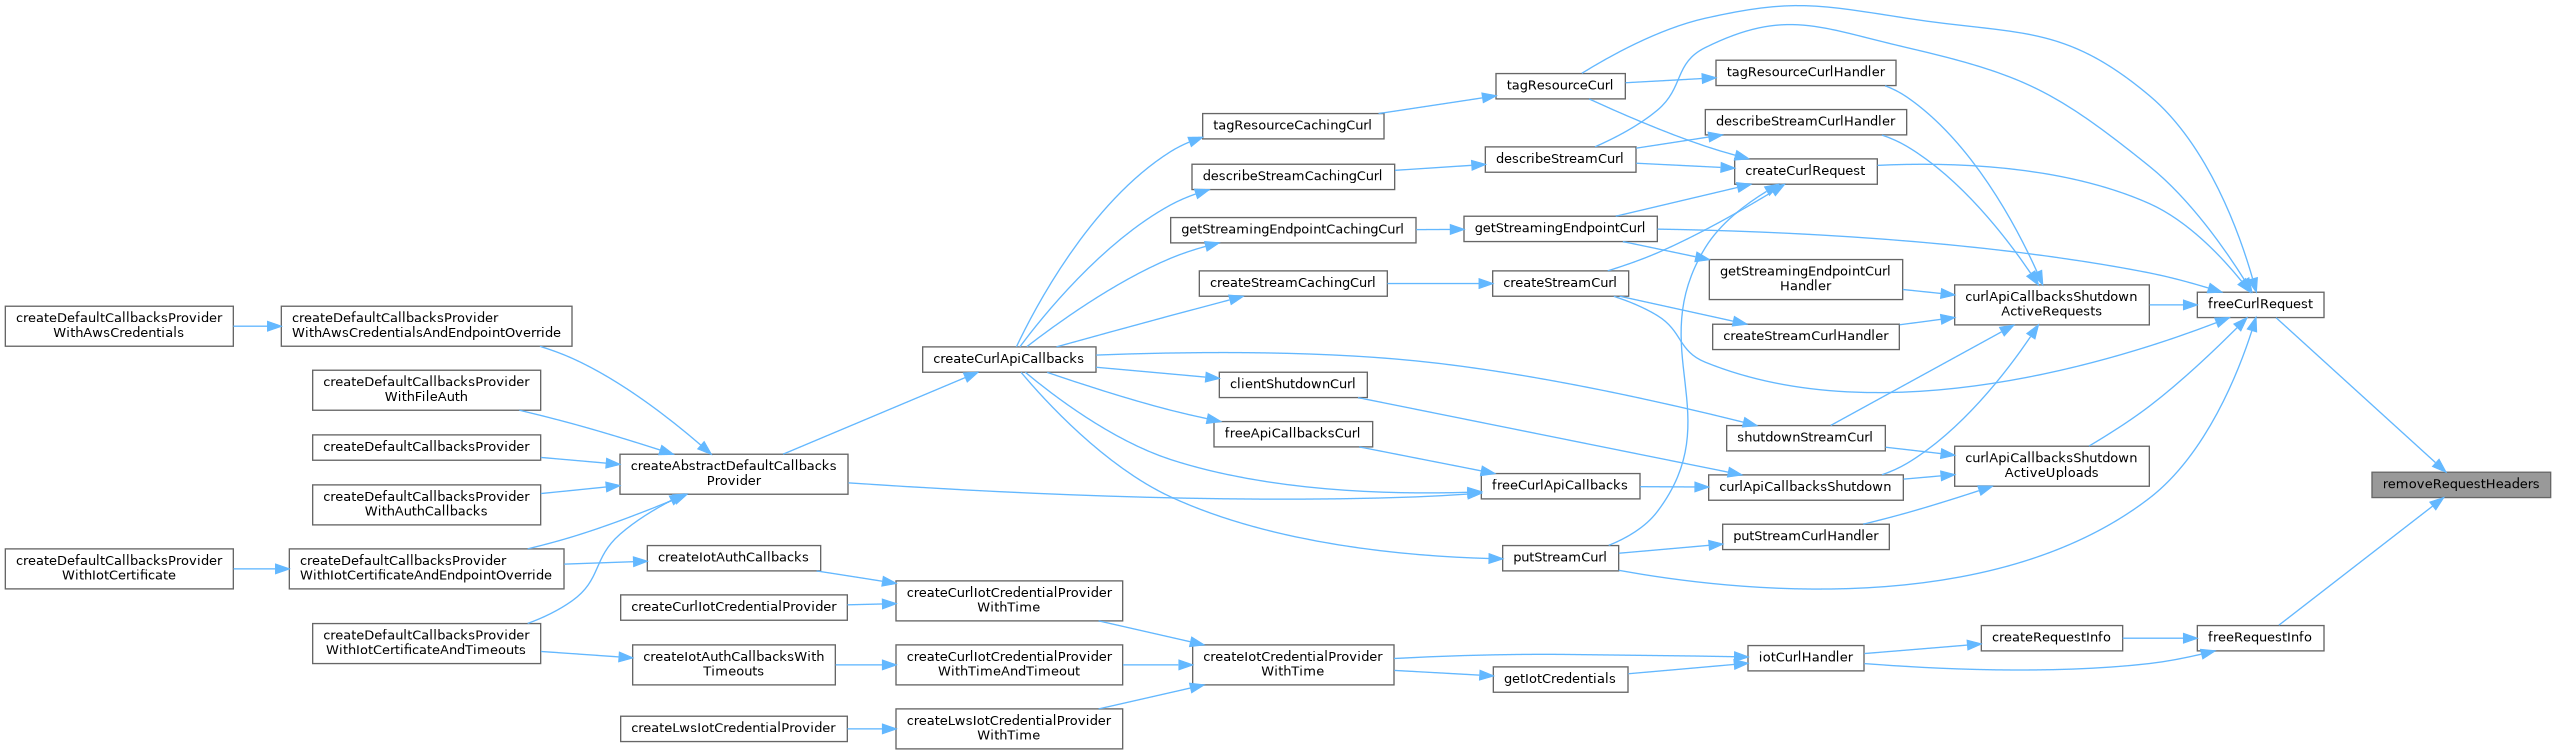 createDefaultCallbacksProvider
WithAwsCredentials
createDefaultCallbacksProvider
WithIotCertificate
createDefaultCallbacksProvider
WithAwsCredentialsAndEndpointOverride
createDefaultCallbacksProvider
WithFileAuth
createDefaultCallbacksProvider
createDefaultCallbacksProvider
WithAuthCallbacks
createDefaultCallbacksProvider
WithIotCertificateAndEndpointOverride
createDefaultCallbacksProvider
WithIotCertificateAndTimeouts
createAbstractDefaultCallbacks
Provider
createIotAuthCallbacks
createCurlIotCredentialProvider
createIotAuthCallbacksWith
Timeouts
createLwsIotCredentialProvider
createCurlApiCallbacks
createCurlIotCredentialProvider
WithTime
createCurlIotCredentialProvider
WithTimeAndTimeout
createLwsIotCredentialProvider
WithTime
tagResourceCachingCurl
describeStreamCachingCurl
getStreamingEndpointCachingCurl
createStreamCachingCurl
clientShutdownCurl
freeApiCallbacksCurl
createIotCredentialProvider
WithTime
tagResourceCurl
describeStreamCurl
getStreamingEndpointCurl
createStreamCurl
freeCurlApiCallbacks
putStreamCurl
getIotCredentials
tagResourceCurlHandler
describeStreamCurlHandler
createCurlRequest
getStreamingEndpointCurl
Handler
createStreamCurlHandler
shutdownStreamCurl
curlApiCallbacksShutdown
putStreamCurlHandler
iotCurlHandler
curlApiCallbacksShutdown
ActiveRequests
curlApiCallbacksShutdown
ActiveUploads
createRequestInfo
freeCurlRequest
freeRequestInfo
removeRequestHeaders